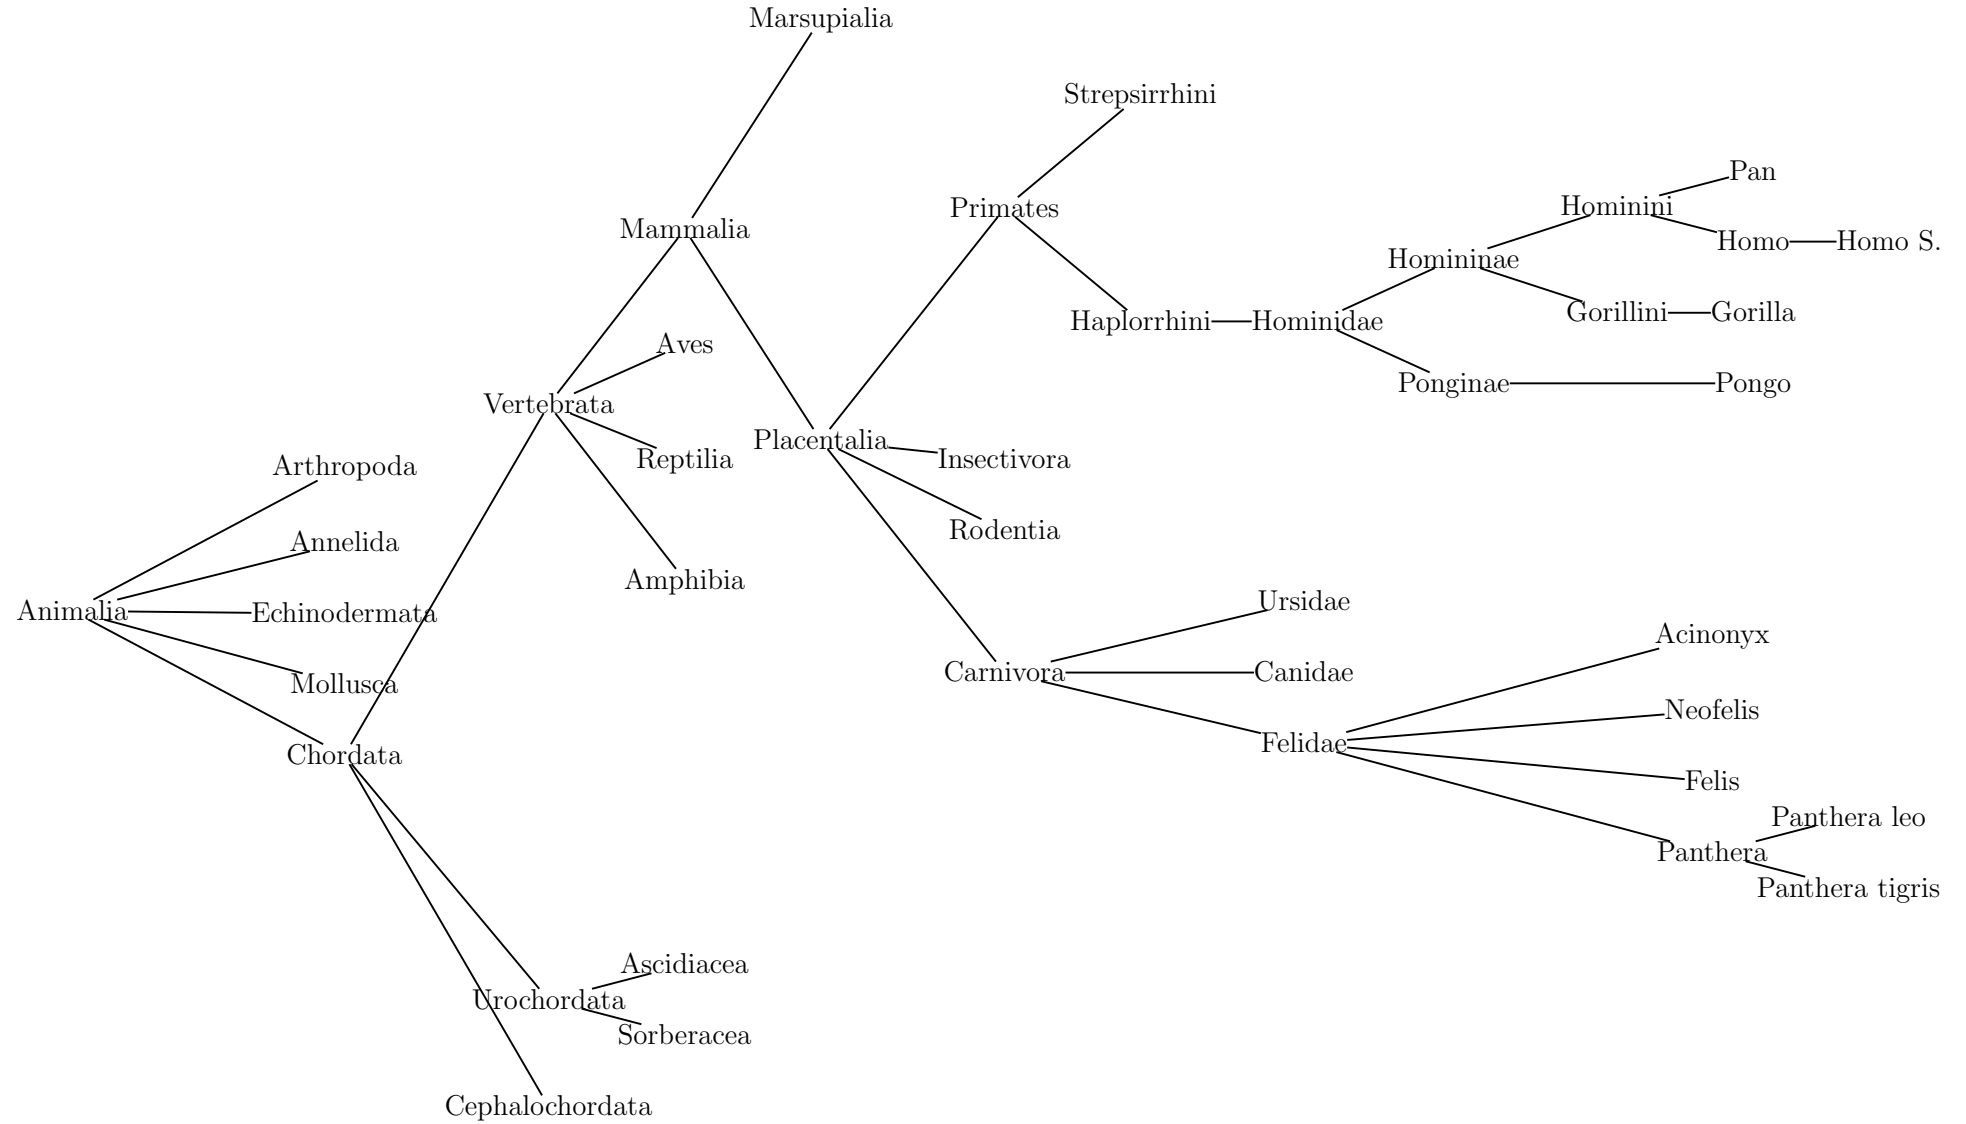 Marsupialia
Strepsirrhini
Pan
Hominini
Primates
Mammalia
Homo
Homo S.
Homininae
Gorillini
Gorilla
Haplorrhini
Hominidae
Aves
Ponginae
Pongo
Vertebrata
Placentalia
Reptilia
Insectivora
Arthropoda
Rodentia
Annelida
Amphibia
Ursidae
Animalia
Echinodermata
Acinonyx
Carnivora
Canidae
Mollusca
Neofelis
Felidae
Chordata
Felis
Panthera leo
Panthera
Panthera tigris
Ascidiacea
Urochordata
Sorberacea
Cephalochordata